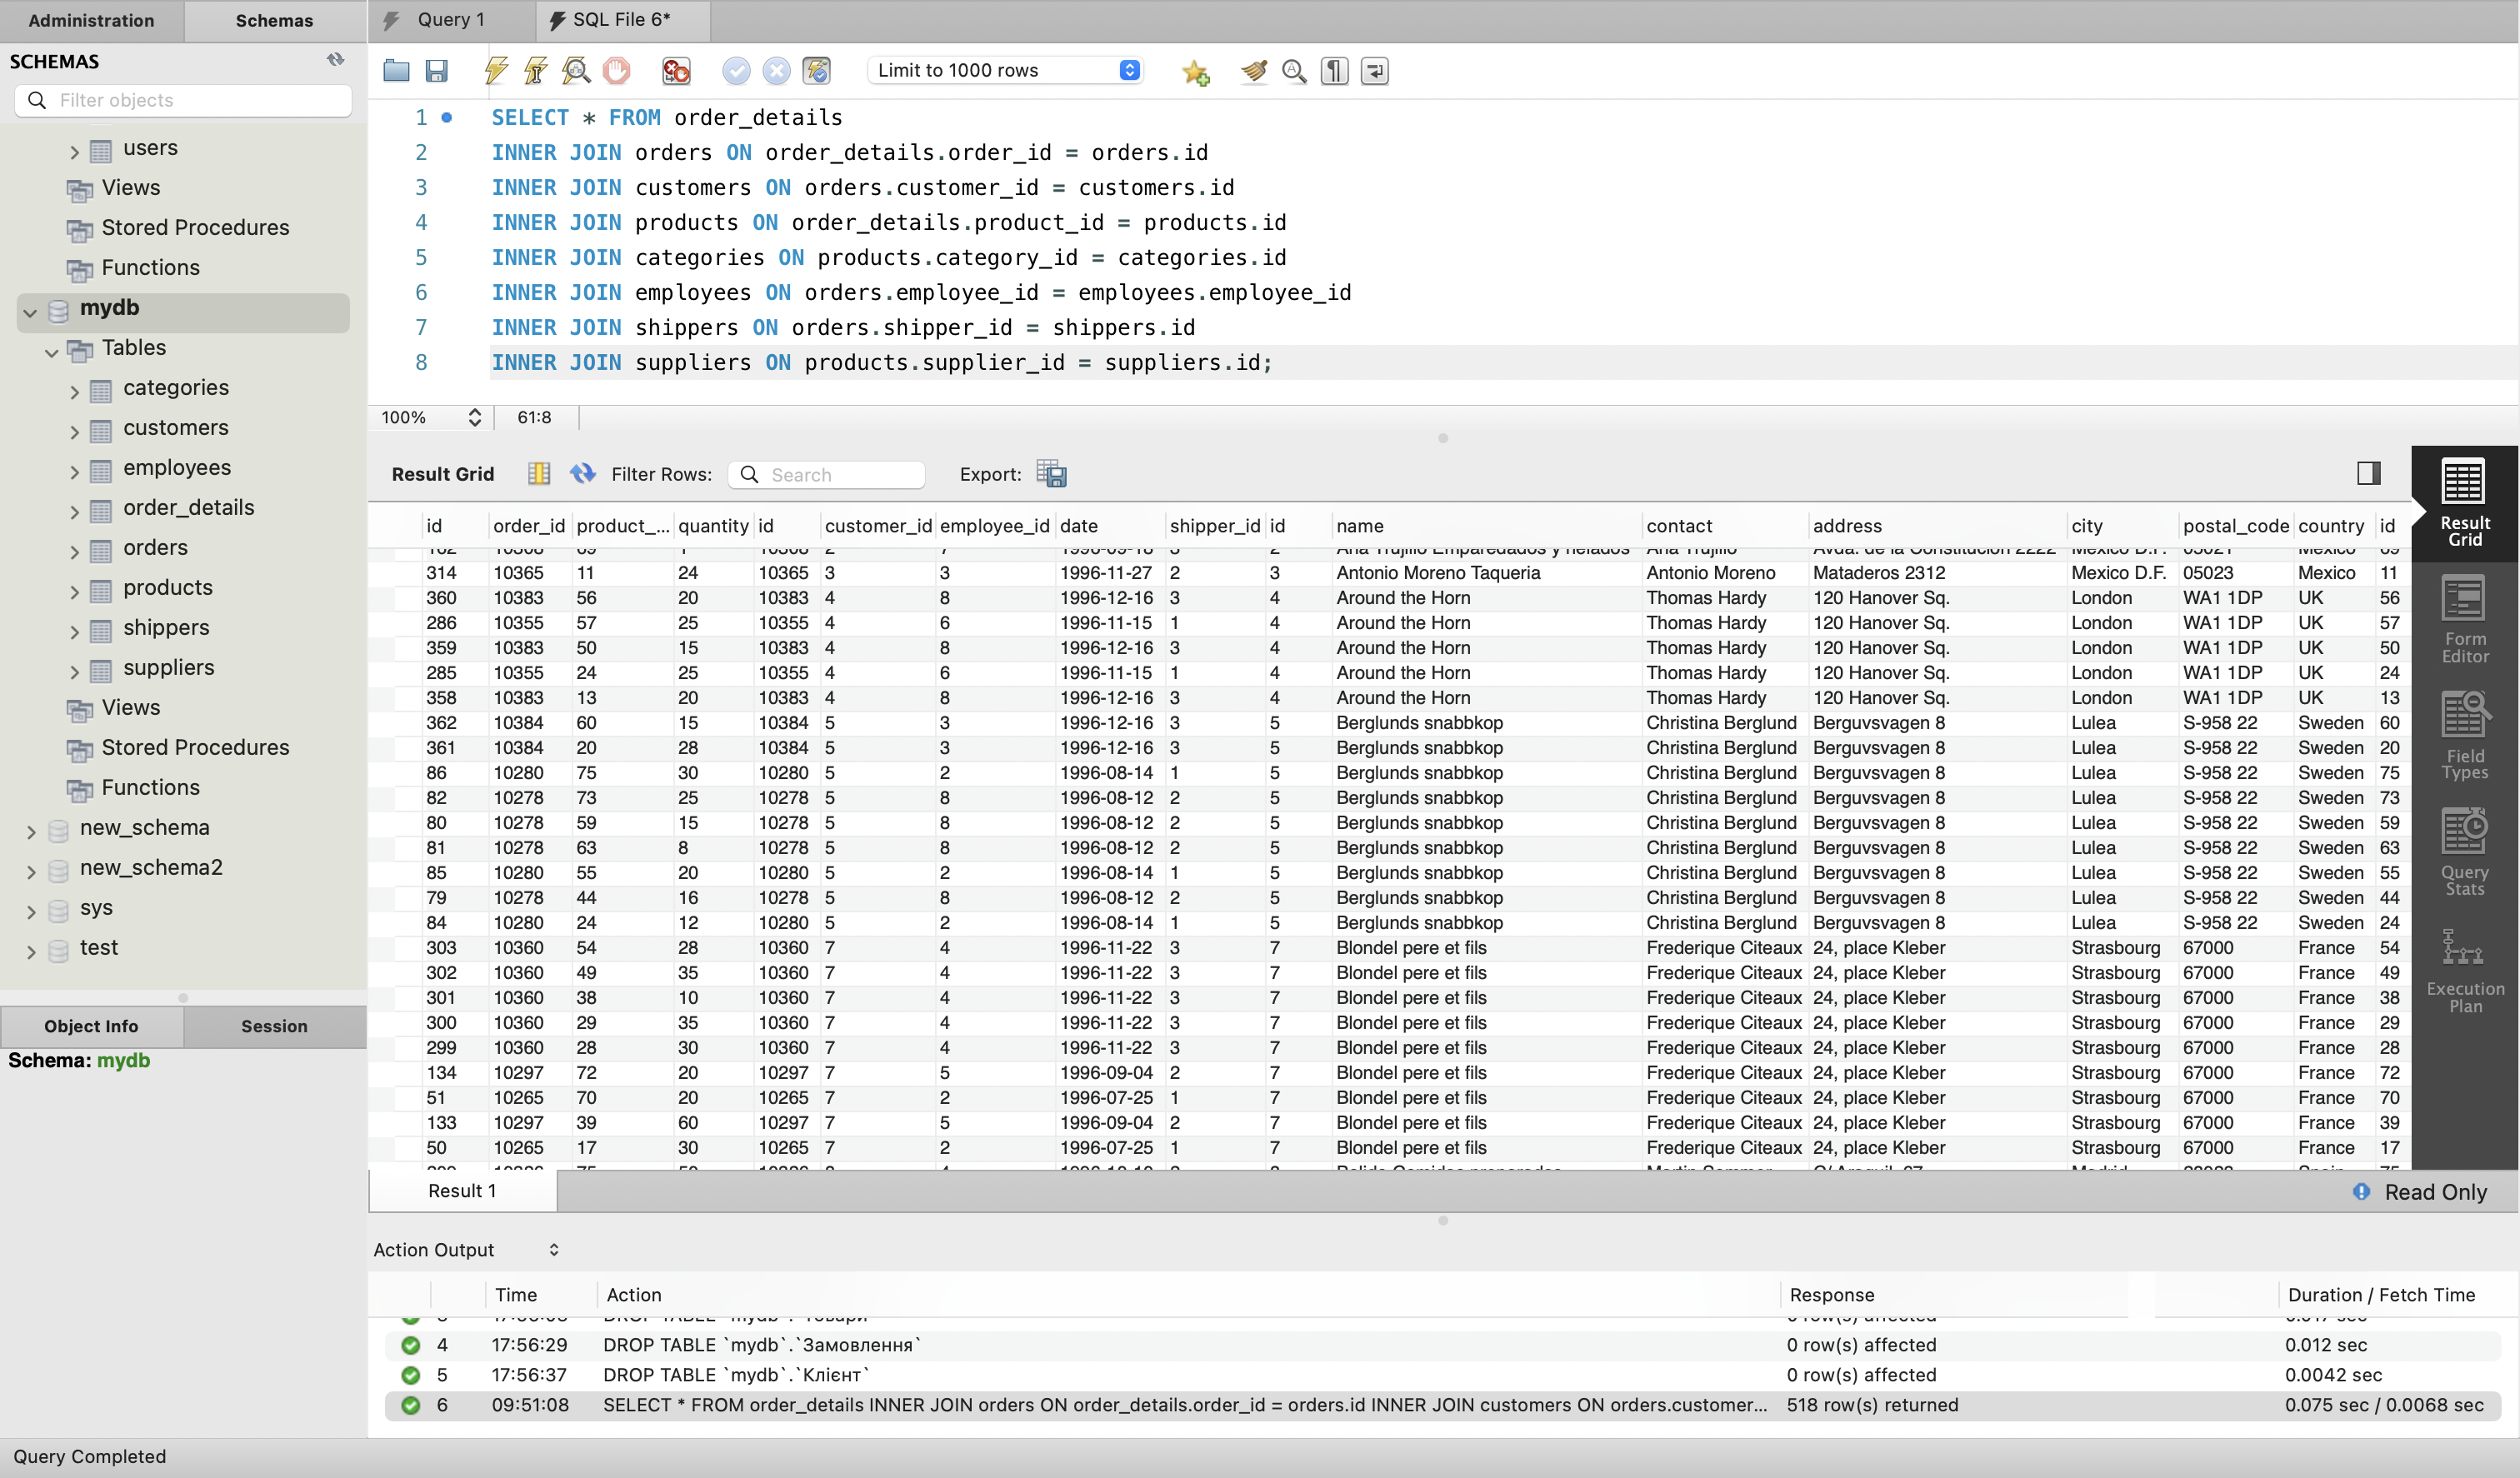 Administration
Schemas
Query 1
SQL File 6*
SCHEMAS
Filter objects
Limit to 1000 rows
users
Views
Stored Procedures
Functions
mydb
Tables
categories
customers
employees
order_details
orders
products
shippers
suppliers
Views
Stored Procedures
Functions
new_schema
new_schema2
sys
test
Object Info
Session
Schema: mydb
1 SELECT * FROM order_details
2 INNER JOIN orders ON order_details.order_id = orders.id
3 INNER JOIN customers ON orders.customer_id = customers.id
4 INNER JOIN products ON order_details.product_id = products.id
5 INNER JOIN categories ON products.category_id = categories.id
6 INNER JOIN employees ON orders.employee_id = employees.employee_id
7 INNER JOIN shippers ON orders.shipper_id = shippers.id
8 INNER JOIN suppliers ON products.supplier_id = suppliers.id;
100% 61:8
Result Grid Filter Rows: Search Export:
id order_id product_... quantity id customer_id employee_id date shipper_id id name contact address city postal_code country id
314 10365 11 24 10365 3 3 1996-11-27 2 3 Antonio Moreno Taqueria Antonio Moreno Mataderos 2312 Mexico D.F. 05023 Mexico 11
360 10383 56 20 10383 4 8 1996-12-16 3 4 Around the Horn Thomas Hardy 120 Hanover Sq. London WA1 1DP UK 56
286 10355 57 25 10355 4 6 1996-11-15 1 4 Around the Horn Thomas Hardy 120 Hanover Sq. London WA1 1DP UK 57
359 10383 50 15 10383 4 8 1996-12-16 3 4 Around the Horn Thomas Hardy 120 Hanover Sq. London WA1 1DP UK 50
285 10355 24 25 10355 4 6 1996-11-15 1 4 Around the Horn Thomas Hardy 120 Hanover Sq. London WA1 1DP UK 24
358 10383 13 20 10383 4 8 1996-12-16 3 4 Around the Horn Thomas Hardy 120 Hanover Sq. London WA1 1DP UK 13
362 10384 60 15 10384 5 3 1996-12-16 3 5 Berglunds snabbkop Christina Berglund Berguvsvagen 8 Lulea S-958 22 Sweden 60
361 10384 20 28 10384 5 3 1996-12-16 3 5 Berglunds snabbkop Christina Berglund Berguvsvagen 8 Lulea S-958 22 Sweden 20
86 10280 75 30 10280 5 2 1996-08-14 1 5 Berglunds snabbkop Christina Berglund Berguvsvagen 8 Lulea S-958 22 Sweden 75
82 10278 73 25 10278 5 8 1996-08-12 2 5 Berglunds snabbkop Christina Berglund Berguvsvagen 8 Lulea S-958 22 Sweden 73
80 10278 59 15 10278 5 8 1996-08-12 2 5 Berglunds snabbkop Christina Berglund Berguvsvagen 8 Lulea S-958 22 Sweden 59
81 10278 63 8 10278 5 8 1996-08-12 2 5 Berglunds snabbkop Christina Berglund Berguvsvagen 8 Lulea S-958 22 Sweden 63
85 10280 55 20 10280 5 2 1996-08-14 1 5 Berglunds snabbkop Christina Berglund Berguvsvagen 8 Lulea S-958 22 Sweden 55
79 10278 44 16 10278 5 8 1996-08-12 2 5 Berglunds snabbkop Christina Berglund Berguvsvagen 8 Lulea S-958 22 Sweden 44
84 10280 24 12 10280 5 2 1996-08-14 1 5 Berglunds snabbkop Christina Berglund Berguvsvagen 8 Lulea S-958 22 Sweden 24
303 10360 54 28 10360 7 4 1996-11-22 3 7 Blondel pere et fils Frederique Citeaux 24, place Kleber Strasbourg 67000 France 54
302 10360 49 35 10360 7 4 1996-11-22 3 7 Blondel pere et fils Frederique Citeaux 24, place Kleber Strasbourg 67000 France 49
301 10360 38 10 10360 7 4 1996-11-22 3 7 Blondel pere et fils Frederique Citeaux 24, place Kleber Strasbourg 67000 France 38
300 10360 29 35 10360 7 4 1996-11-22 3 7 Blondel pere et fils Frederique Citeaux 24, place Kleber Strasbourg 67000 France 29
299 10360 28 30 10360 7 4 1996-11-22 3 7 Blondel pere et fils Frederique Citeaux 24, place Kleber Strasbourg 67000 France 28
134 10297 72 20 10297 7 5 1996-09-04 2 7 Blondel pere et fils Frederique Citeaux 24, place Kleber Strasbourg 67000 France 72
51 10265 70 20 10265 7 2 1996-07-25 1 7 Blondel pere et fils Frederique Citeaux 24, place Kleber Strasbourg 67000 France 70
133 10297 39 60 10297 7 5 1996-09-04 2 7 Blondel pere et fils Frederique Citeaux 24, place Kleber Strasbourg 67000 France 39
50 10265 17 30 10265 7 2 1996-07-25 1 7 Blondel pere et fils Frederique Citeaux 24, place Kleber Strasbourg 67000 France 17
Result
Grid
Form
Editor
Field
Types
Query
Stats
Execution
Plan
Result 1
Read Only
Action Output
Time Action Response Duration / Fetch Time
4 17:56:29 DROP TABLE `mydb`.`Замовлення` 0 row(s) affected 0.012 sec
5 17:56:37 DROP TABLE `mydb`.`Клієнт` 0 row(s) affected 0.0042 sec
6 09:51:08 SELECT * FROM order_details INNER JOIN orders ON order_details.order_id = orders.id INNER JOIN customers ON orders.customer... 518 row(s) returned 0.075 sec / 0.0068 sec
Query Completed